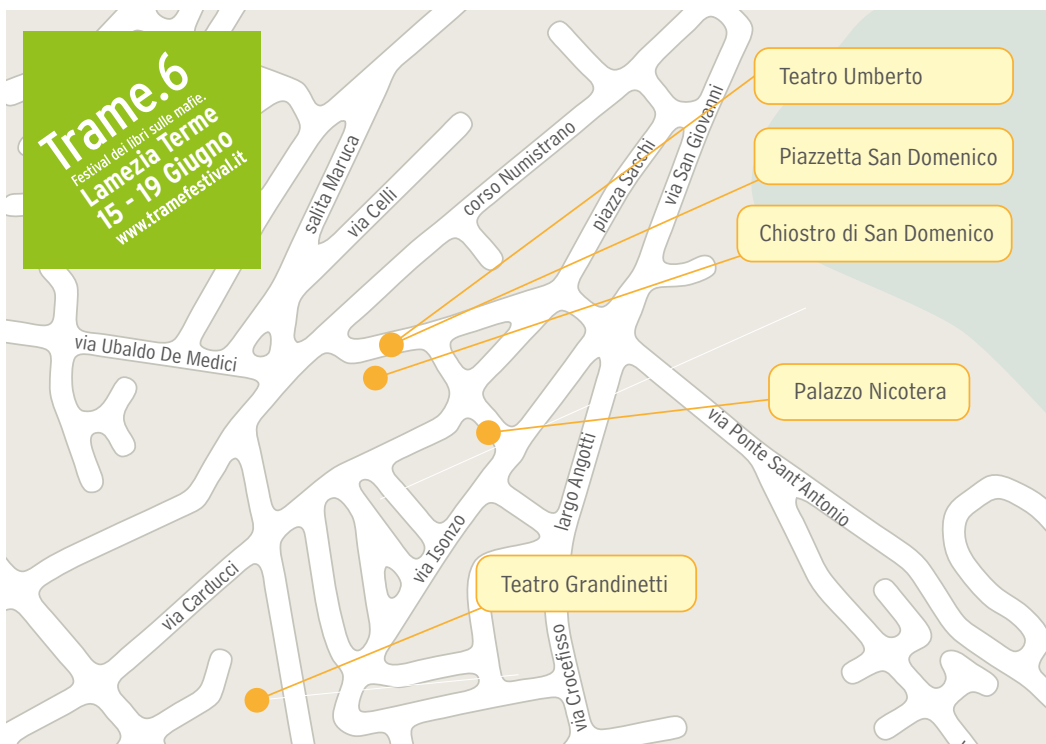 Trame.6
Festival dei libri sulle mafie.
Lamezia Terme
15 - 19 Giugno
www.tramefestival.it
Teatro Umberto
Piazzetta San Domenico
Chiostro di San Domenico
Palazzo Nicotera
Teatro Grandinetti
salita Maruca
via Celli
corso Numistrano
piazza Sacchi
via San Giovanni
via Ubaldo De Medici
via Ponte Sant'Antonio
largo Angotti
via Isonzo
via Carducci
via Crocefisso